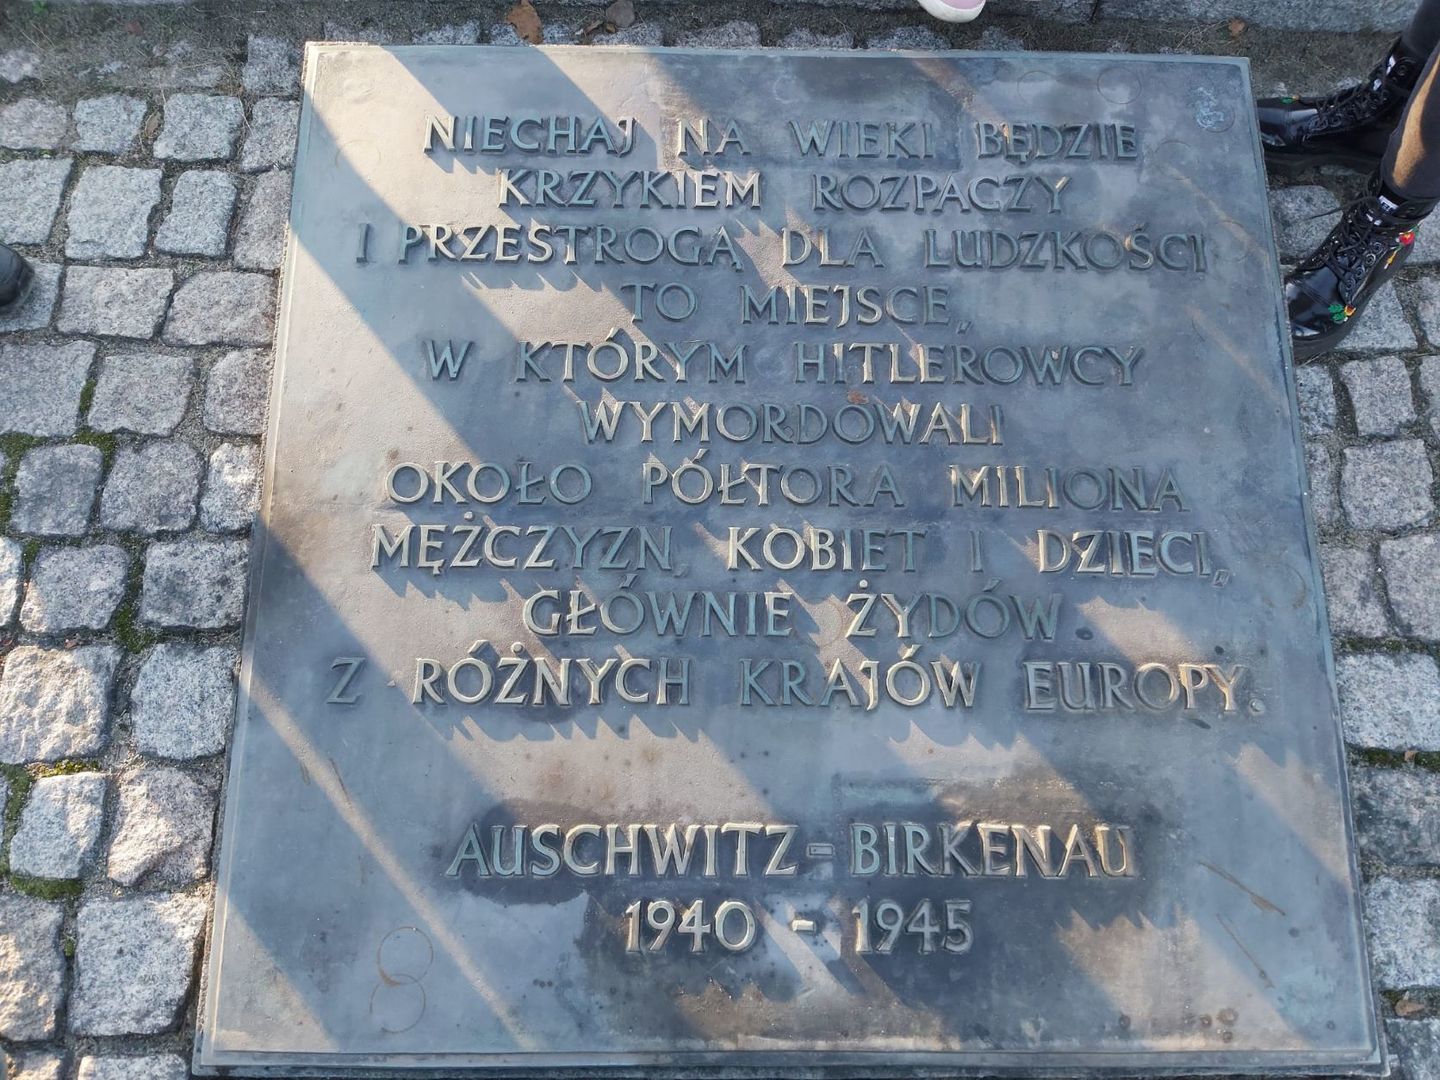 NIECHAJ NA WIEKI BĘDZIE
KRZYKIEM ROZPACZY
I PRZESTROGĄ DLA LUDZKOŚCI
TO MIEJSCE,
W KTÓRYM HITLEROWCY
WYMORDOWALI
OKOŁO PÓŁTORA MILIONA
MĘŻCZYZN, KOBIET I DZIECI,
GŁÓWNIE ŻYDÓW
Z RÓŻNYCH KRAJÓW EUROPY.
AUSCHWITZ - BIRKENAU
1940 - 1945